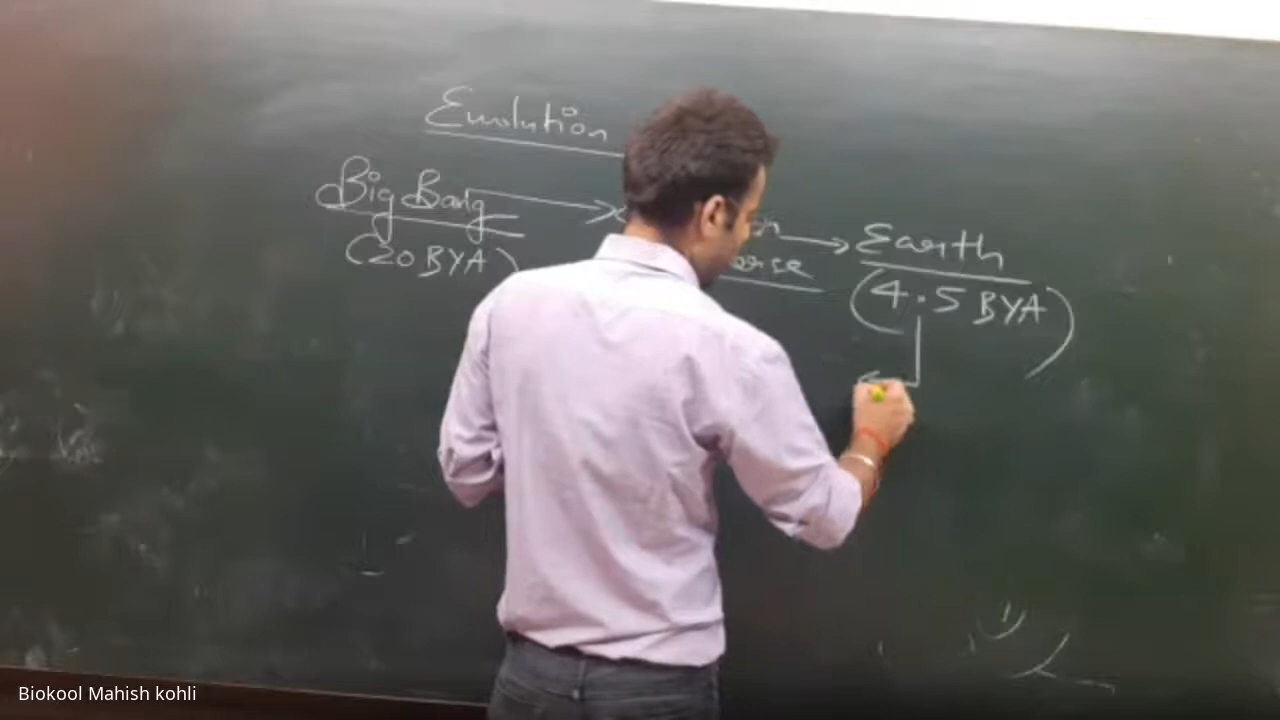 Evolution
Big Bang → → Earth
(20 BYA)
(4.5 BYA)
Biokool Mahish kohli